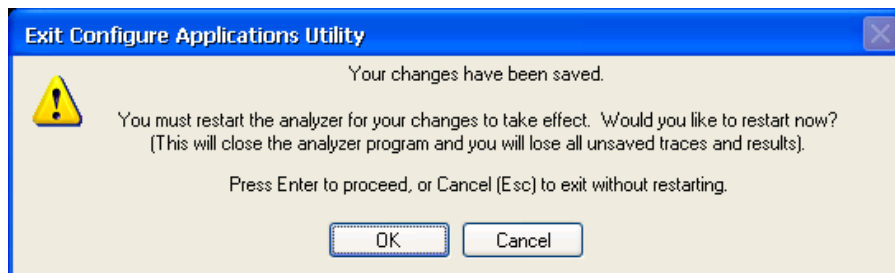 Exit Configure Applications Utility
Your changes have been saved.
You must restart the analyzer for your changes to take effect.  Would you like to restart now?
(This will close the analyzer program and you will lose all unsaved traces and results).
Press Enter to proceed, or Cancel (Esc) to exit without restarting.
OK
Cancel